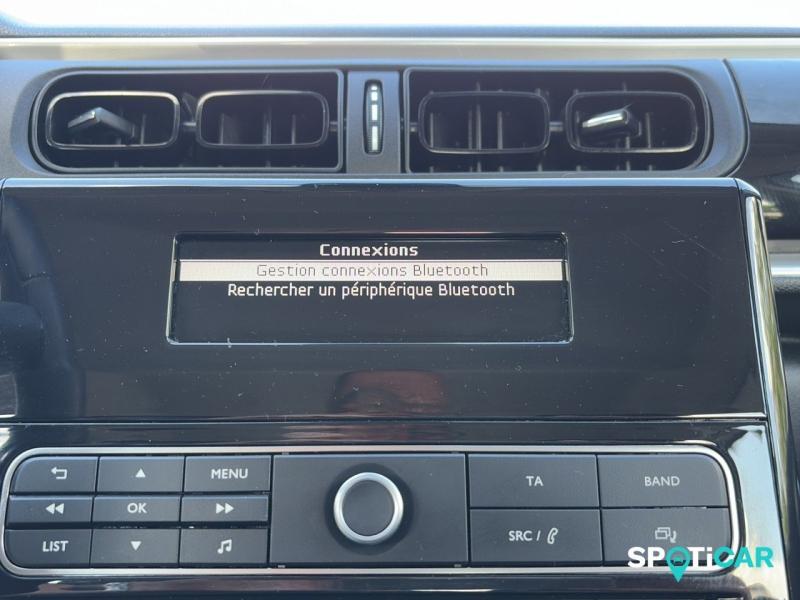 Connexions
Gestion connexions Bluetooth
Rechercher un périphérique Bluetooth
MENU
TA
BAND
OK
LIST
SRC /
SPOTiCAR